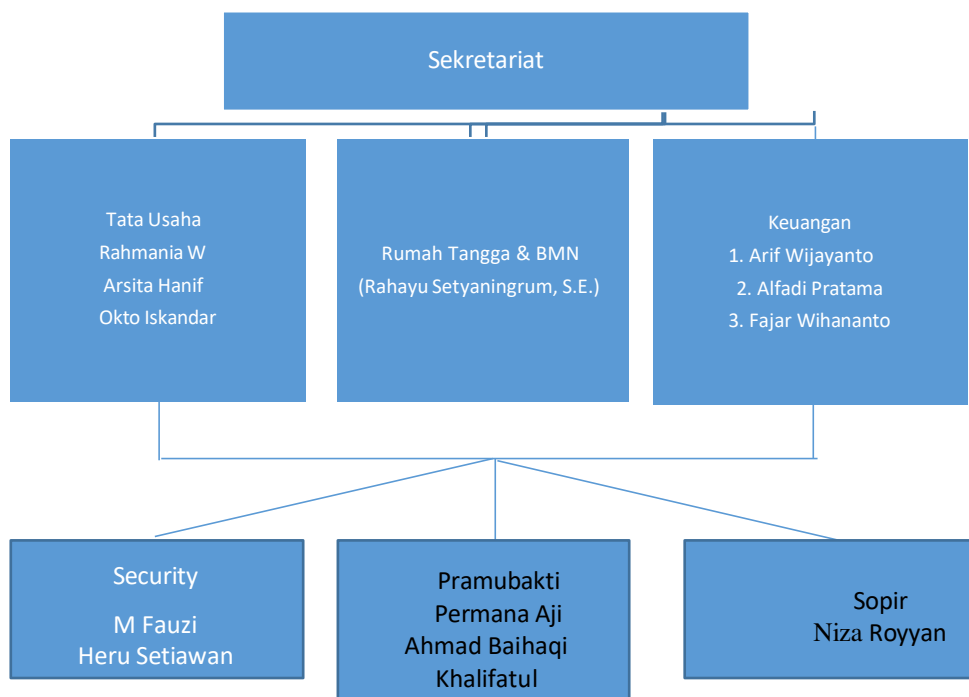 Sekretariat
Tata Usaha
Rahmania W
Arsita Hanif
Okto Iskandar
Rumah Tangga & BMN
(Rahayu Setyaningrum, S.E.)
Keuangan
1. Arif Wijayanto
2. Alfadi Pratama
3. Fajar Wihananto
Security
M Fauzi
Heru Setiawan
Pramubakti
Permana Aji
Ahmad Baihaqi
Khalifatul
Sopir
Niza Royyan